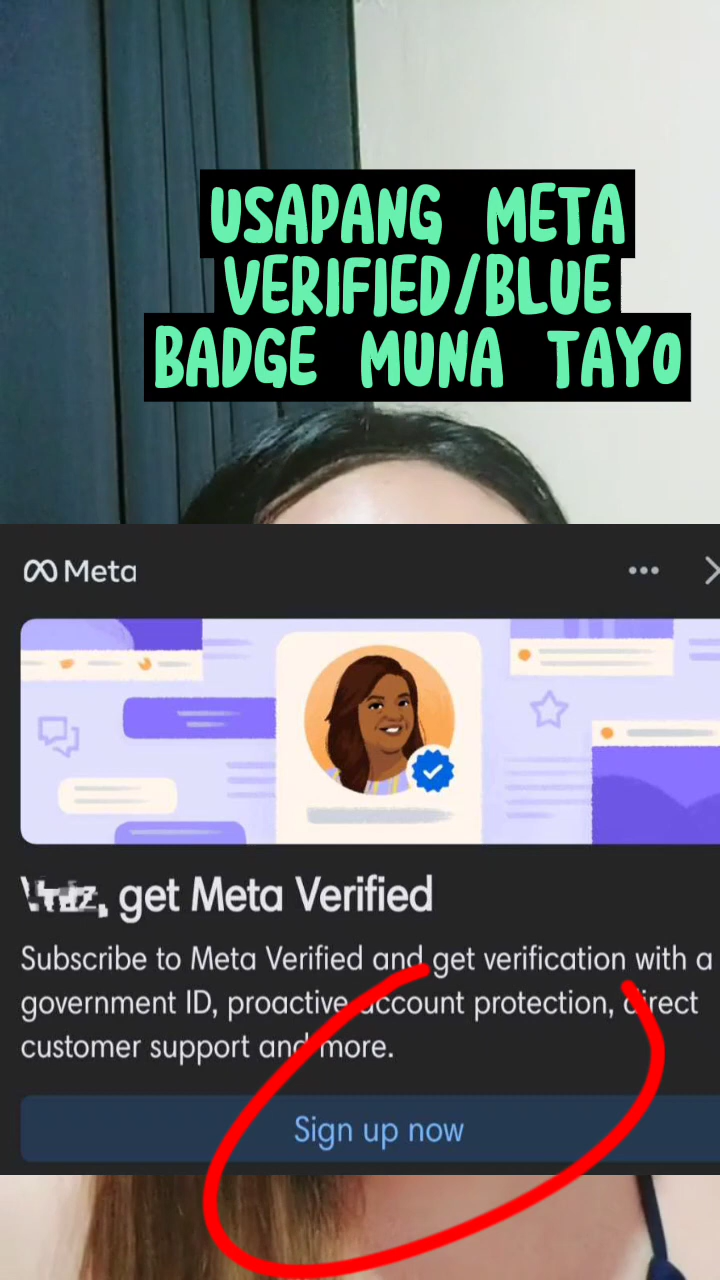 USAPANG META
VERIFIED/BLUE
BADGE MUNA TAYO
Meta
get Meta Verified
Subscribe to Meta Verified and get verification with a
government ID, proactive account protection, direct
customer support and more.
Sign up now